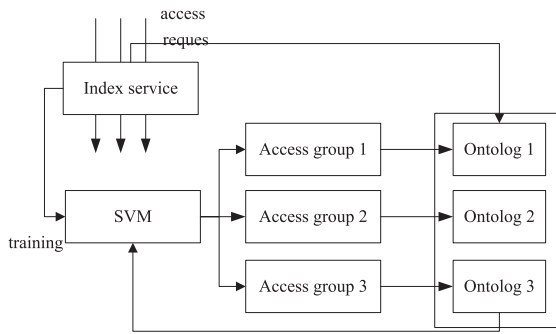 access
reques
Index service
Access group 1
Ontolog 1
SVM
Access group 2
Ontolog 2
training
Access group 3
Ontolog 3